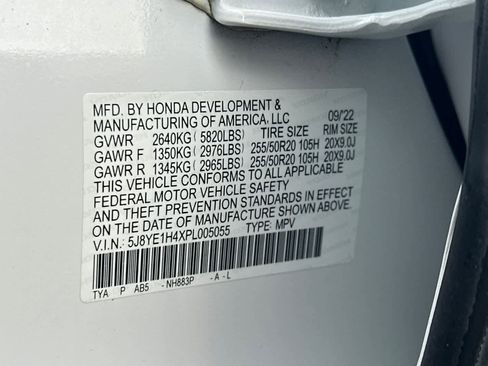 MFD. BY HONDA DEVELOPMENT &
MANUFACTURING OF AMERICA, LLC 09/'22
GVWR 2640KG ( 5820LBS) TIRE SIZE RIM SIZE
GAWR F 1350KG ( 2976LBS) 255/50R20 105H 20X9.0J
GAWR R 1345KG ( 2965LBS) 255/50R20 105H 20X9.0J
THIS VEHICLE CONFORMS TO ALL APPLICABLE
FEDERAL MOTOR VEHICLE SAFETY
STANDARDS IN EFFECT
AND THEFT PREVENTION
ON THE DATE OF MANUFACTURE SHOWN ABOVE.
V.I.N.: 5J8YE1H4XPL005055 TYPE: MPV
TYA P AB5 -NH883P -A -L